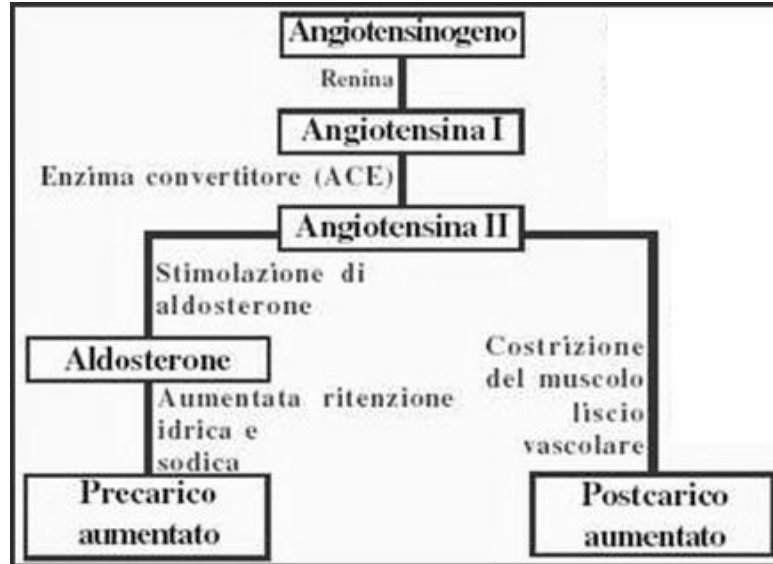 Angiotensinogeno
Renina
Angiotensina I
Enzima convertitore (ACE)
Angiotensina II
Stimolazione di
aldosterone
Aldosterone
Aumentata ritenzione
idrica e
sodica
Precarico
aumentato
Costrizione
del muscolo
liscio
vascolare
Postcarico
aumentato